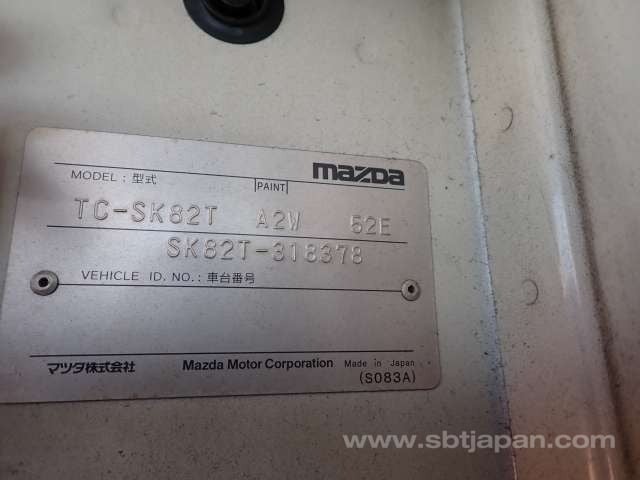 mazda
MODEL : 型式 PAINT
TC-SK82T A2W 52E
SK82T-318378
VEHICLE ID. NO. : 車台番号
マツダ株式会社 Mazda Motor Corporation Made in Japan
(S083A)
www.sbtjapan.com